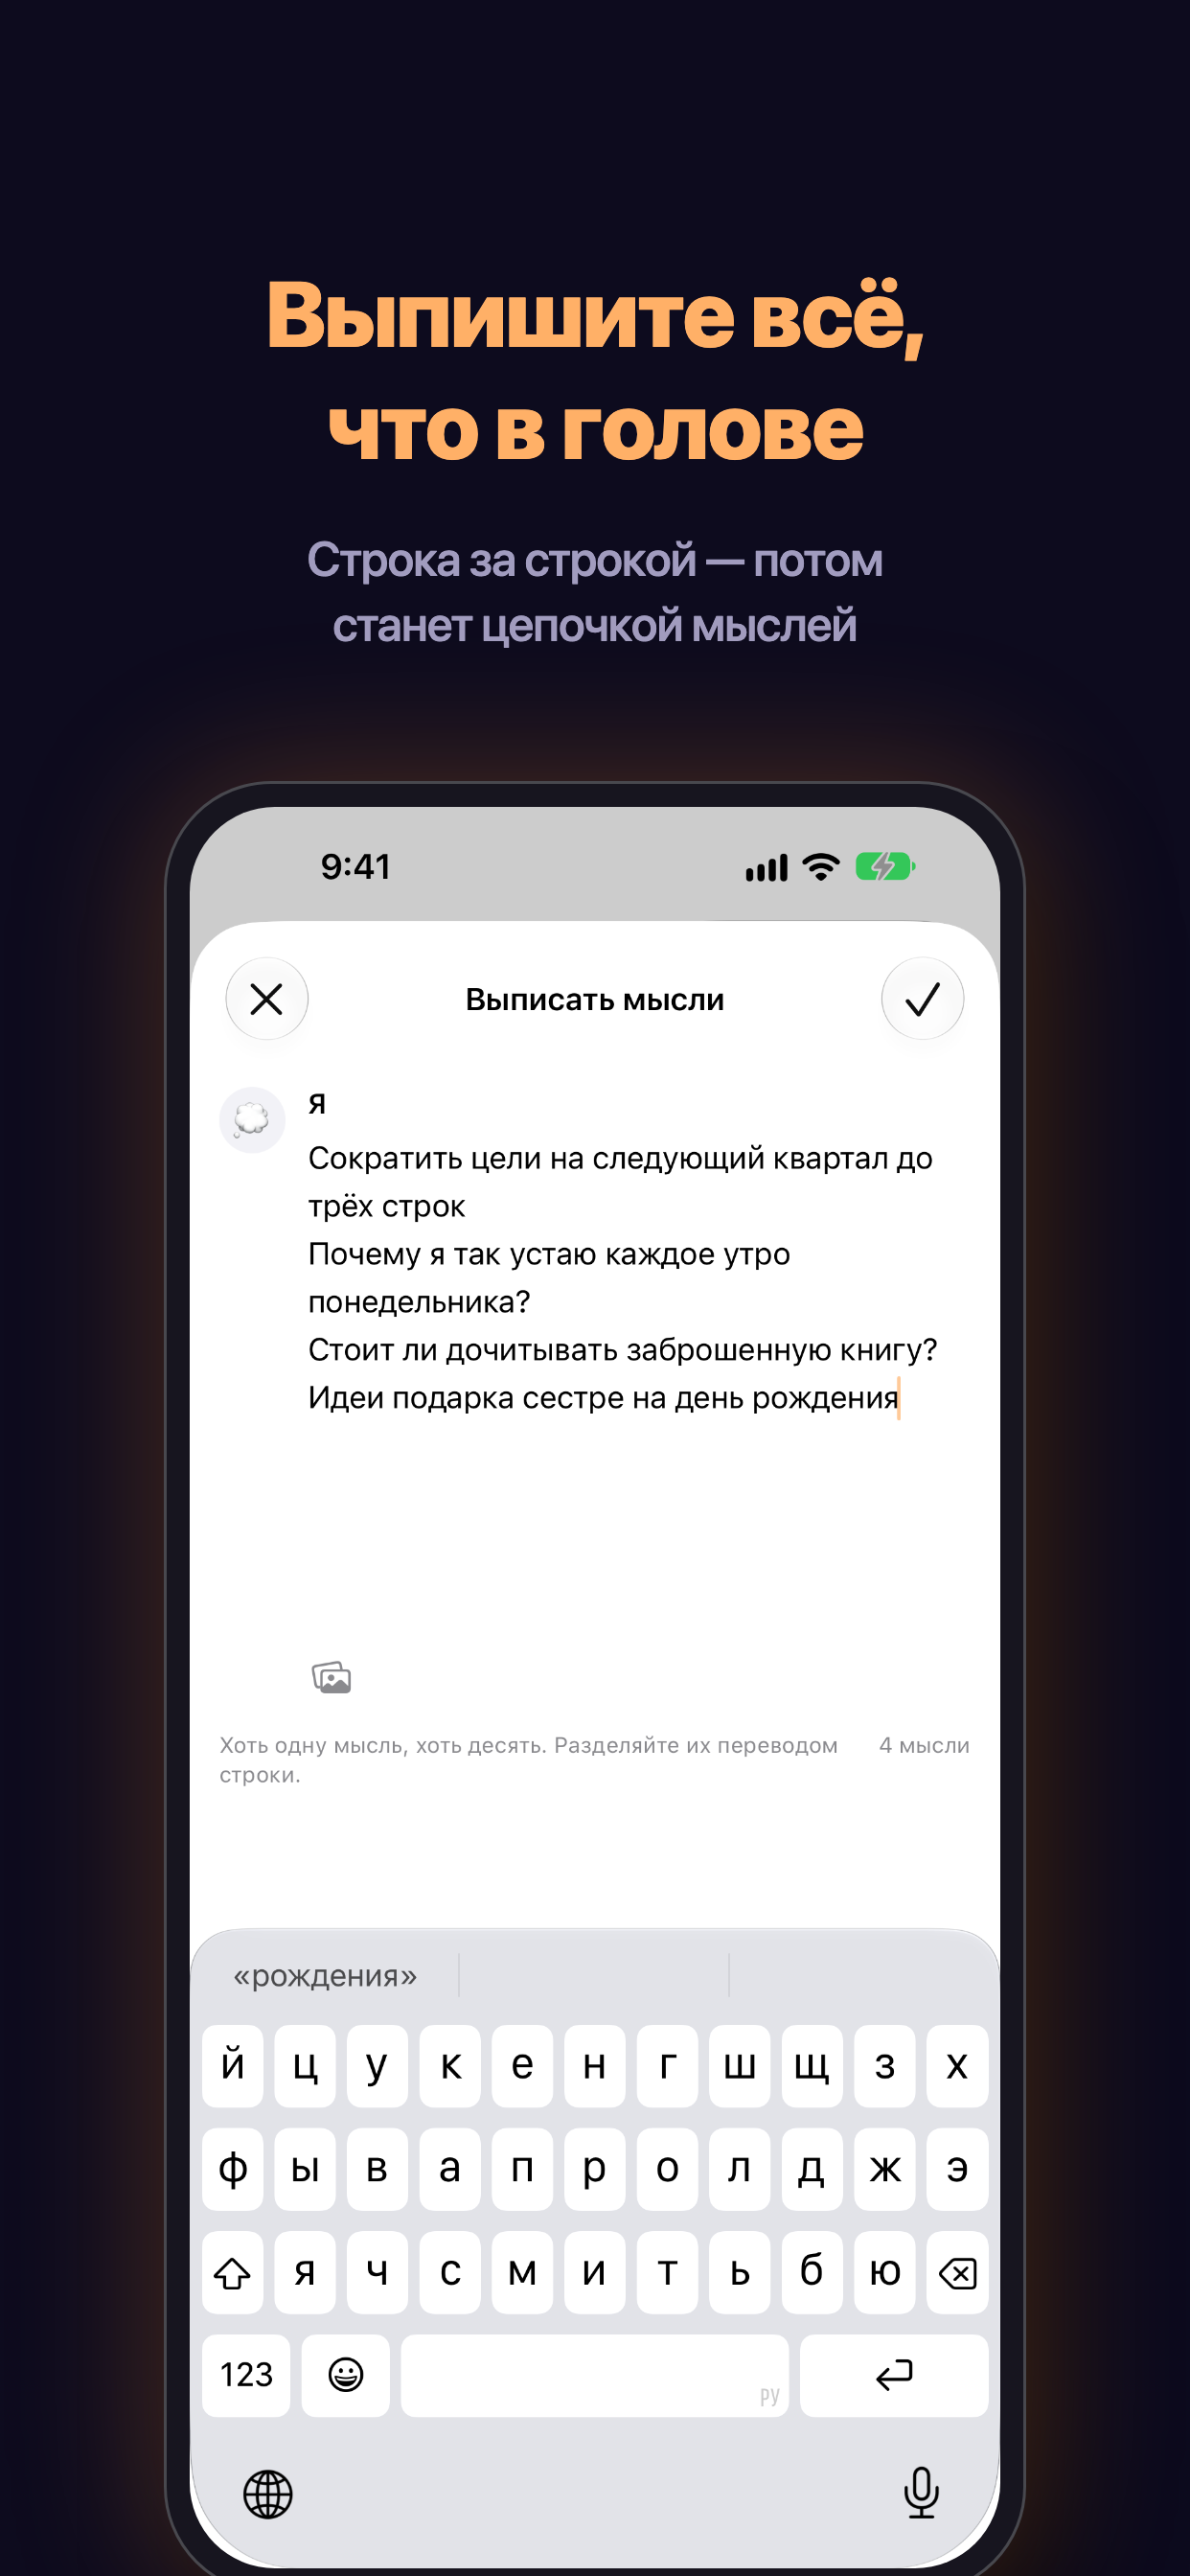 Выпишите всё,
что в голове
Строка за строкой — потом
станет цепочкой мыслей
9:41
Выписать мысли
я
Сократить цели на следующий квартал до
трёх строк
Почему я так устаю каждое утро
понедельника?
Стоит ли дочитывать заброшенную книгу?
Идеи подарка сестре на день рождения
Хоть одну мысль, хоть десять. Разделяйте их переводом
строки.
4 мысли
«рождения»
й ц у к е н г ш щ з х
ф ы в а п р о л д ж э
я ч с м и т ь б ю
123
РУ